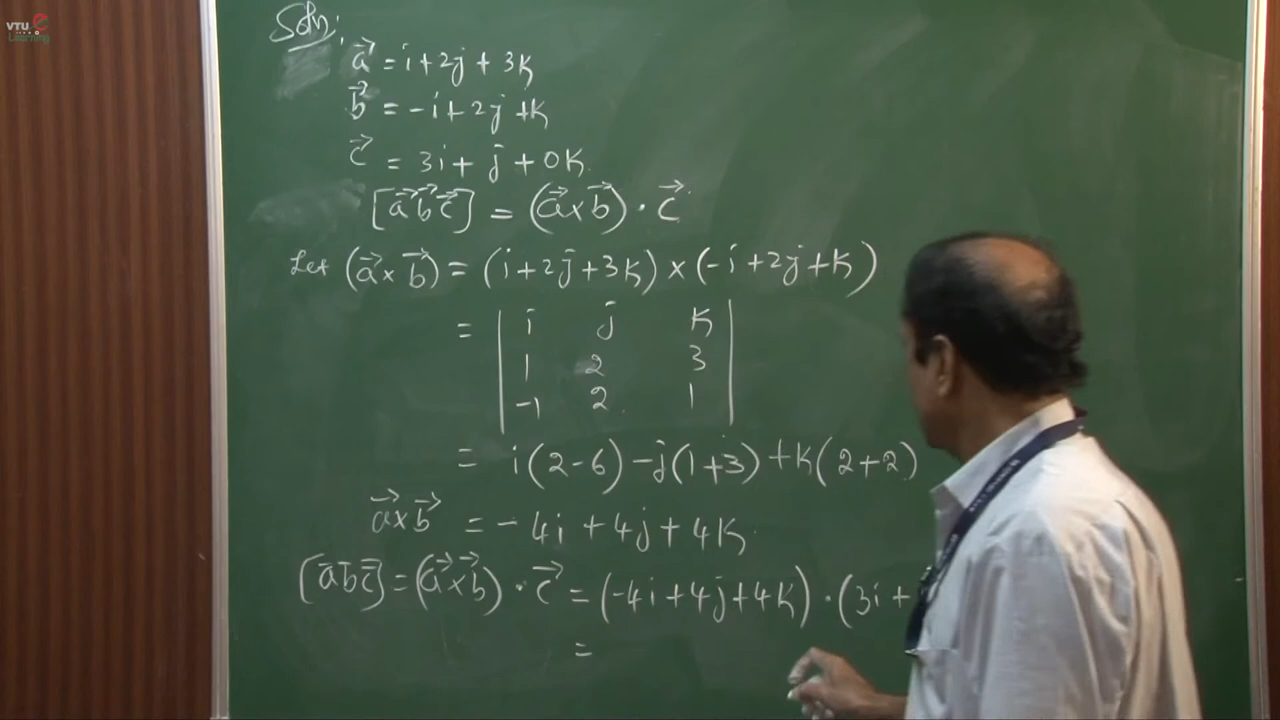 VTU e Learning
Soln:
a⃗ = i + 2j + 3k
b⃗ = -i + 2j + k
c⃗ = 3i + j + 0k.
[a⃗ b⃗ c⃗] = (a⃗ × b⃗) · c⃗
Let (a⃗ × b⃗) = (i + 2j + 3k) × (-i + 2j + k)
= | i j k |
| 1 2 3 |
| -1 2 1 |
= i(2-6) - j(1+3) + k(2+2)
a⃗ × b⃗ = -4i + 4j + 4k.
[a⃗ b⃗ c⃗] = (a⃗ × b⃗) · c⃗ = (-4i + 4j + 4k) · (3i +
=